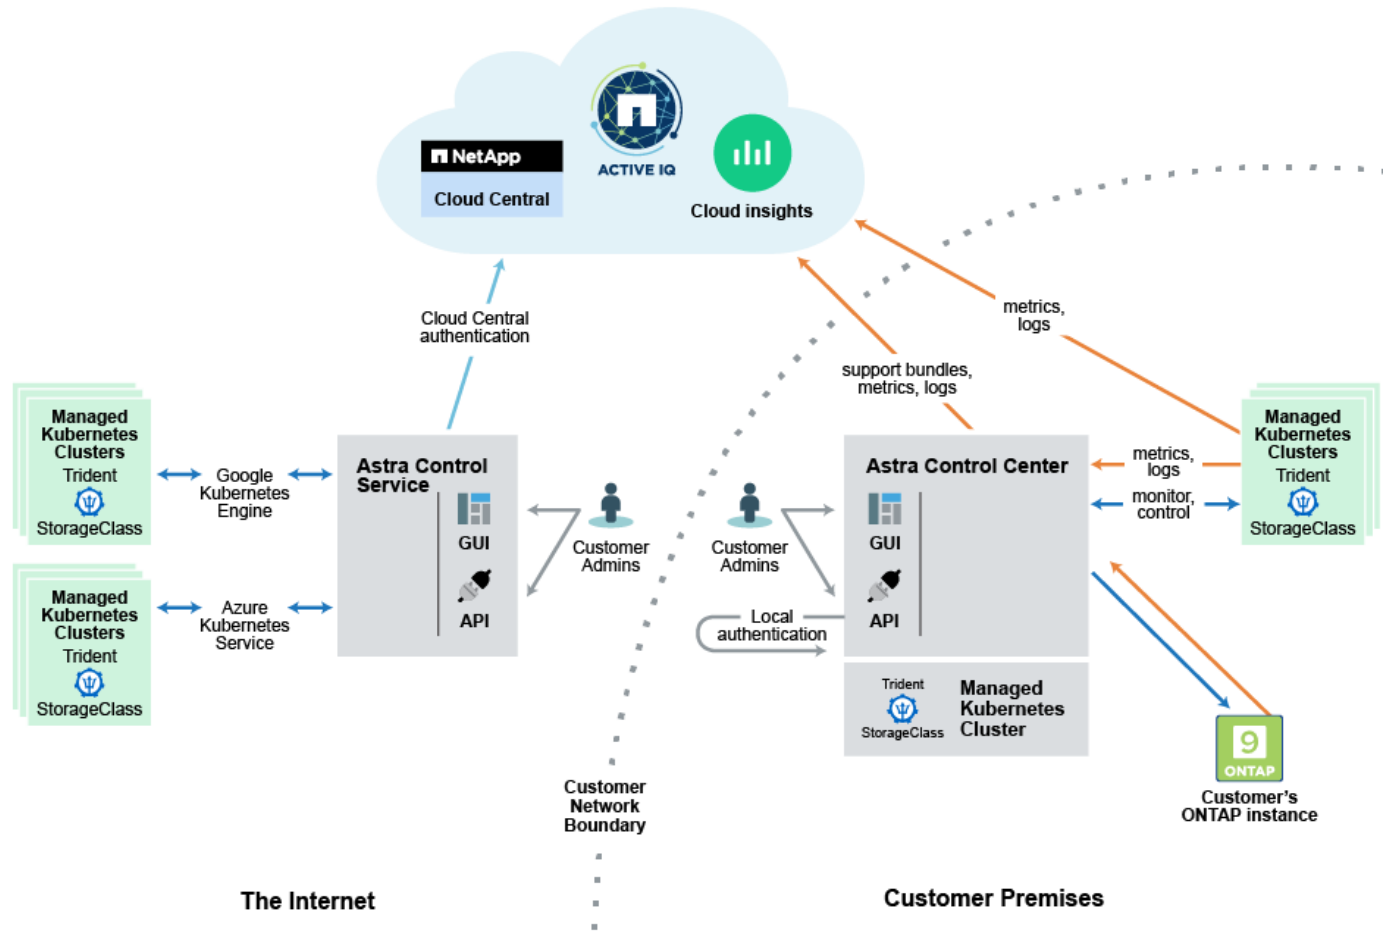 NetApp
Cloud Central
ACTIVE IQ
Cloud insights
Cloud Central
authentication
metrics,
logs
support bundles,
metrics, logs
Managed
Kubernetes
Clusters
Trident
StorageClass
Google
Kubernetes
Engine
Managed
Kubernetes
Clusters
Trident
StorageClass
Azure
Kubernetes
Service
Astra Control
Service
GUI
API
Customer
Admins
Customer
Admins
Local
authentication
Astra Control Center
GUI
API
Trident
StorageClass
Managed
Kubernetes
Cluster
metrics,
logs
monitor,
control
Managed
Kubernetes
Clusters
Trident
StorageClass
9
ONTAP
Customer's
ONTAP instance
Customer
Network
Boundary
The Internet
Customer Premises